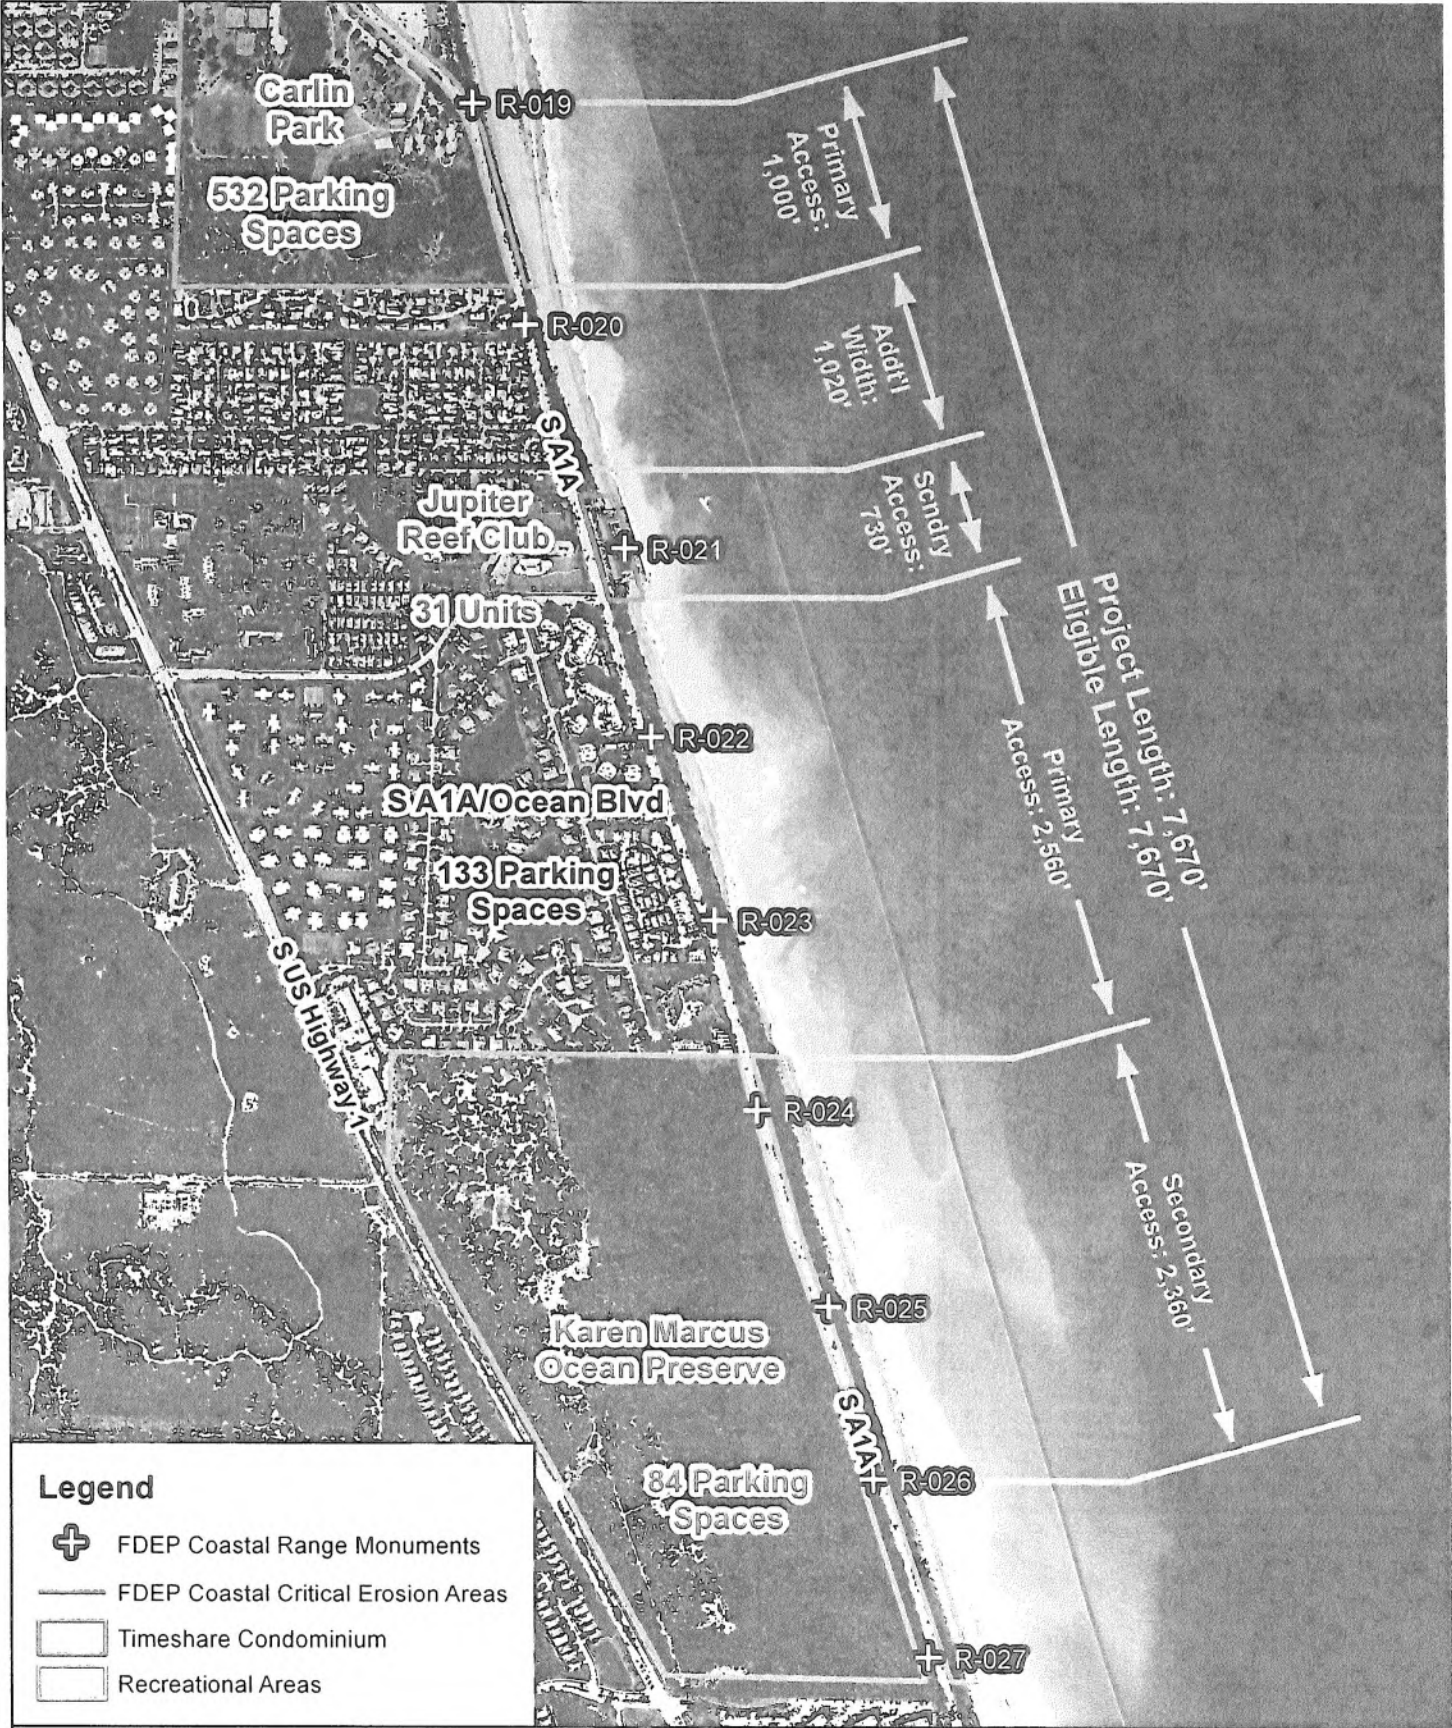 Carlin
Park
R-019
532 Parking
Spaces
Primary
Access:
1,000'
R-020
Addt'l
Width:
1,020'
S A1A
Jupiter
Reef Club
R-021
Scndry
Access:
730'
31 Units
Project Length: 7,670'
Eligible Length: 7,670'
R-022
Primary
Access: 2,560'
S A1A/Ocean Blvd
133 Parking
Spaces
R-023
S US Highway 1
R-024
Secondary
Access: 2,360'
R-025
Karen Marcus
Ocean Preserve
S A1A
84 Parking
Spaces
R-026
R-027
Legend
FDEP Coastal Range Monuments
FDEP Coastal Critical Erosion Areas
Timeshare Condominium
Recreational Areas